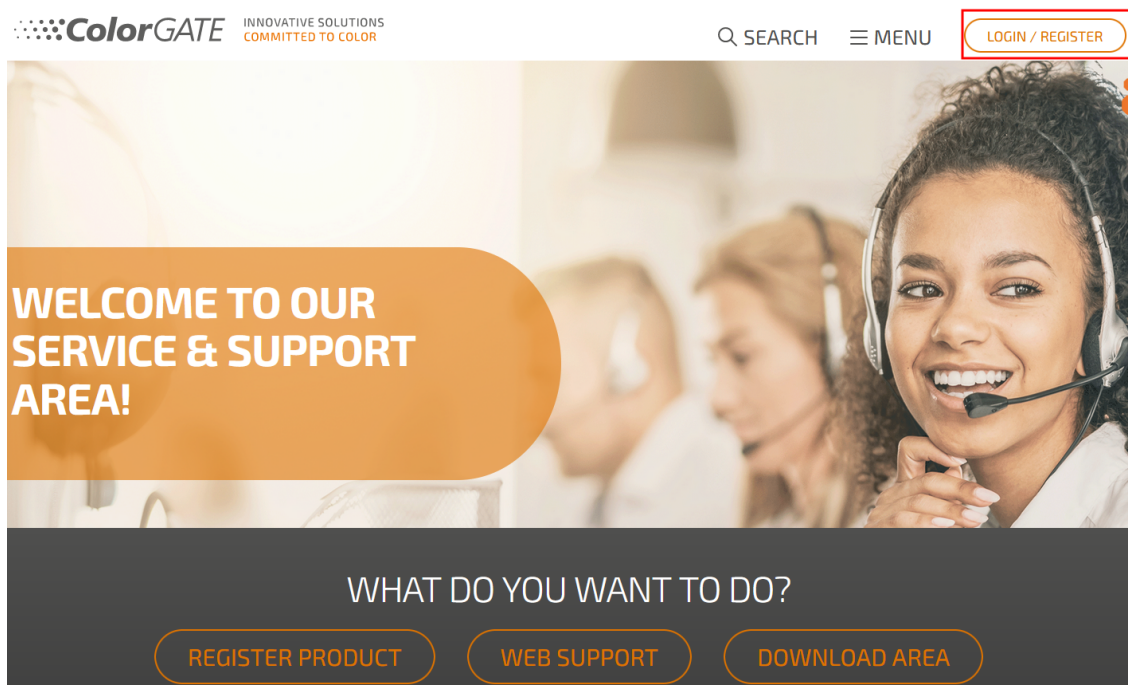 ColorGATE
INNOVATIVE SOLUTIONS
COMMITTED TO COLOR
SEARCH
MENU
LOGIN / REGISTER
WELCOME TO OUR
SERVICE & SUPPORT
AREA!
WHAT DO YOU WANT TO DO?
REGISTER PRODUCT
WEB SUPPORT
DOWNLOAD AREA